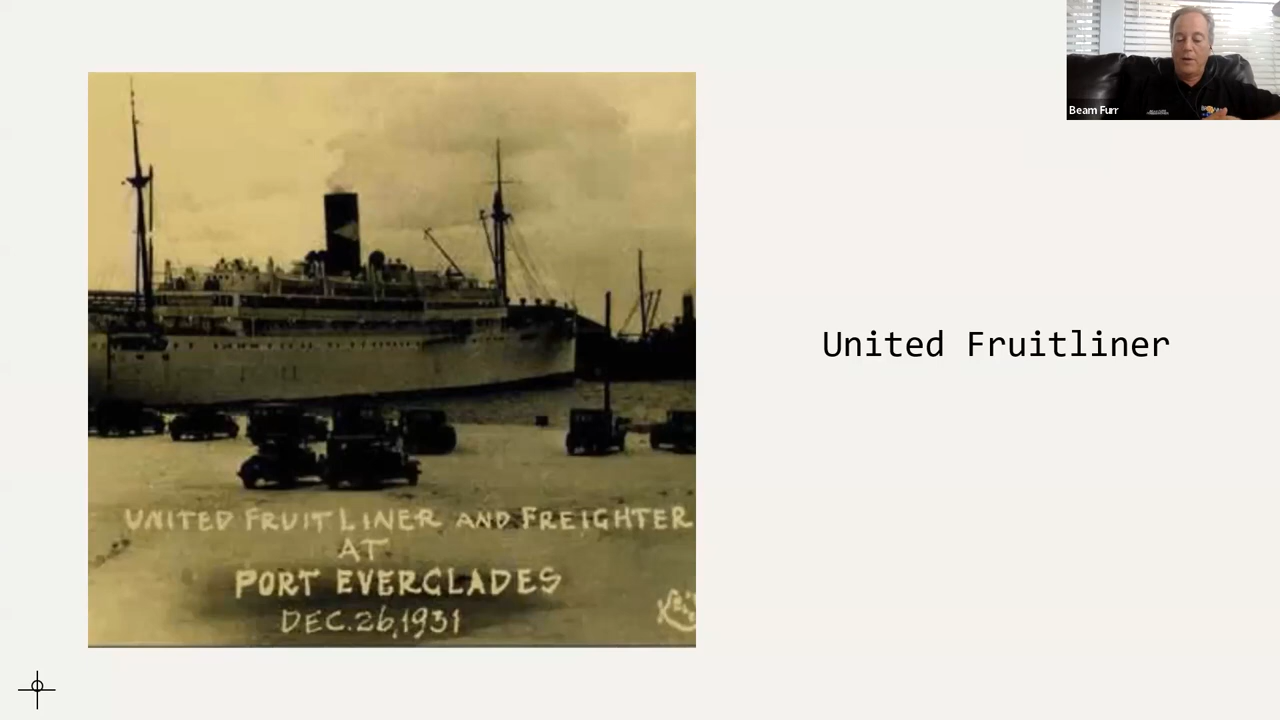 Beam Furr
United Fruitliner
UNITED FRUIT LINER AND FREIGHTER
AT
PORT EVERGLADES
DEC. 26, 1931